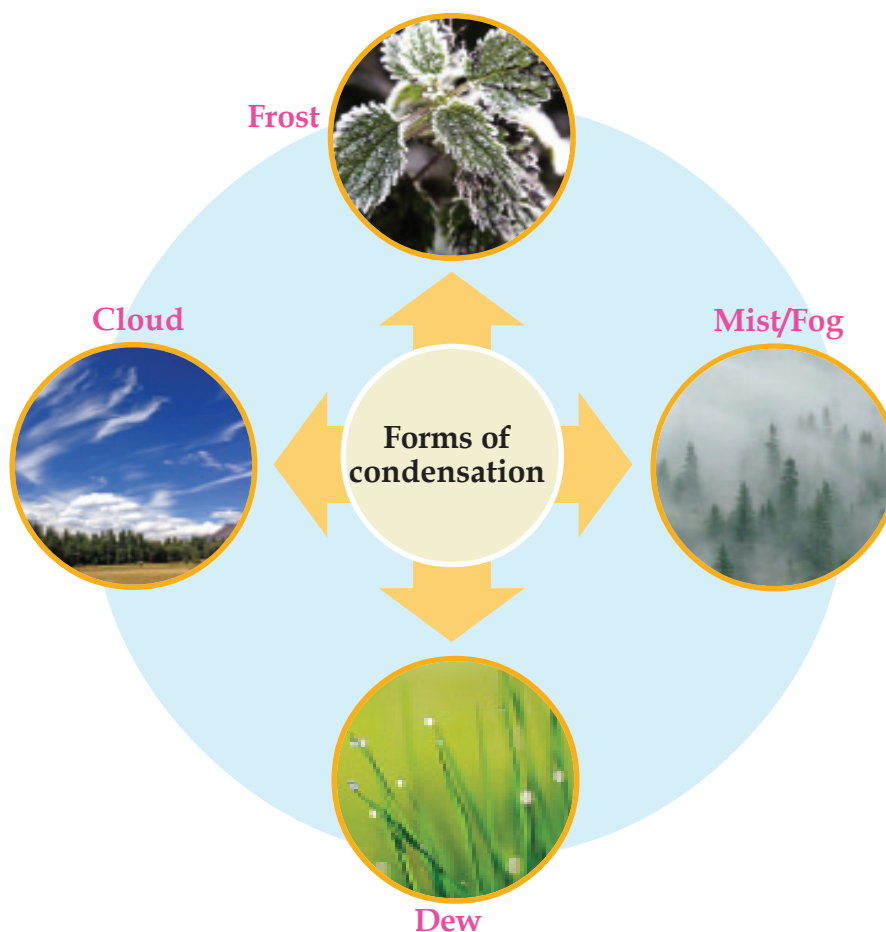 Frost
Cloud
Mist/Fog
Forms of
condensation
Dew